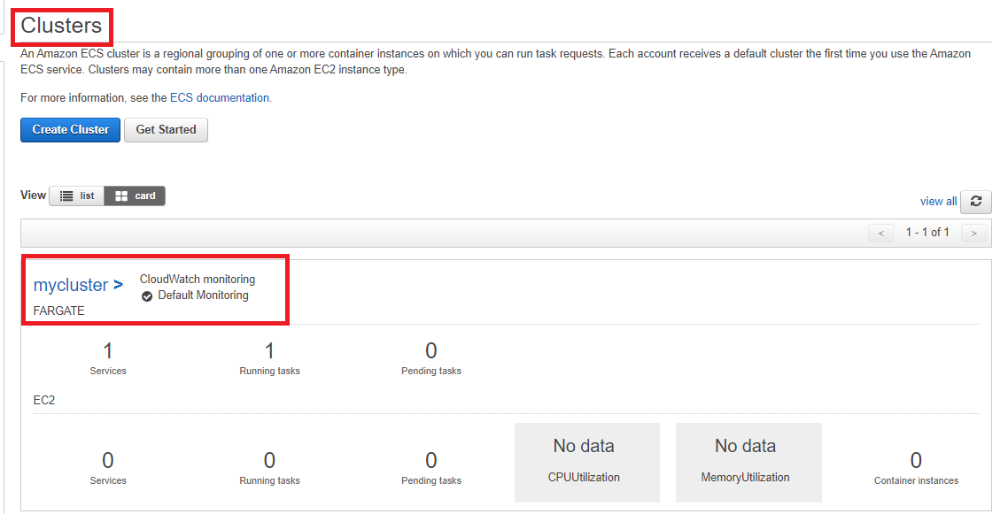 Clusters
An Amazon ECS cluster is a regional grouping of one or more container instances on which you can run task requests. Each account receives a default cluster the first time you use the Amazon
ECS service. Clusters may contain more than one Amazon EC2 instance type.
For more information, see the ECS documentation.
Create Cluster Get Started
View list card
view all
< 1 - 1 of 1 >
mycluster > CloudWatch monitoring
Default Monitoring
FARGATE
1 1 0
Services Running tasks Pending tasks
EC2
0 0 0 No data No data 0
Services Running tasks Pending tasks CPUUtilization MemoryUtilization Container instances